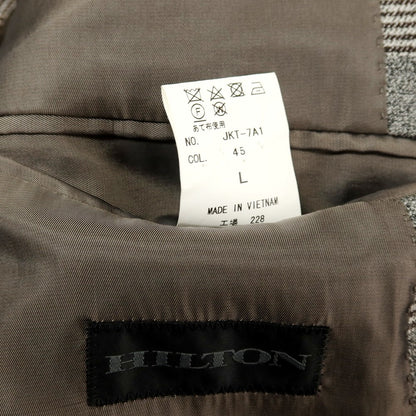 F
あて布使用
NO. JKT-7A1
COL. 45
L
MADE IN VIETNAM
工場 228
HILTON